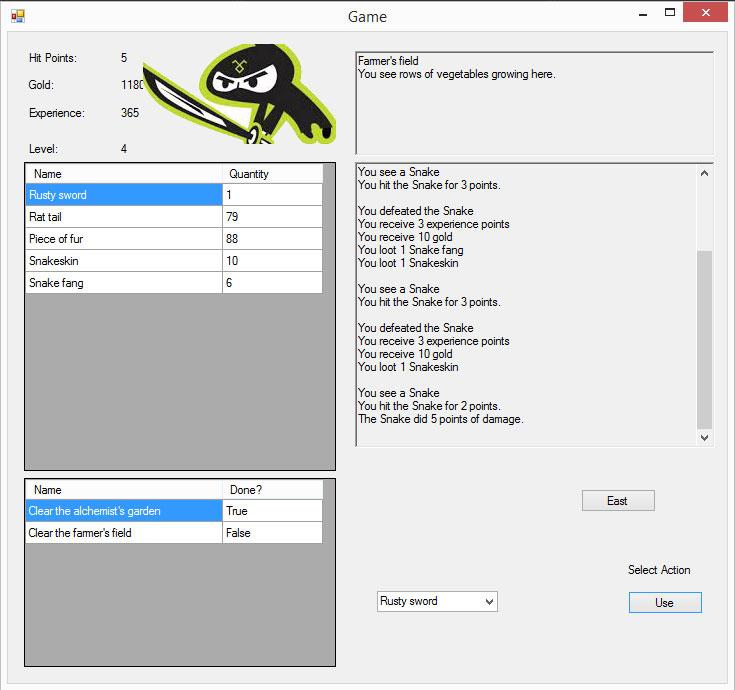 Game
Hit Points: 5
Gold: 1180
Experience: 365
Level: 4
Farmer's field
You see rows of vegetables growing here.
Name Quantity
Rusty sword 1
Rat tail 79
Piece of fur 88
Snakeskin 10
Snake fang 6
You see a Snake
You hit the Snake for 3 points.
You defeated the Snake
You receive 3 experience points
You receive 10 gold
You loot 1 Snake fang
You loot 1 Snakeskin
You see a Snake
You hit the Snake for 3 points.
You defeated the Snake
You receive 3 experience points
You receive 10 gold
You loot 1 Snakeskin
You see a Snake
You hit the Snake for 2 points.
The Snake did 5 points of damage.
Name Done?
Clear the alchemist's garden True
Clear the farmer's field False
East
Select Action
Rusty sword
Use